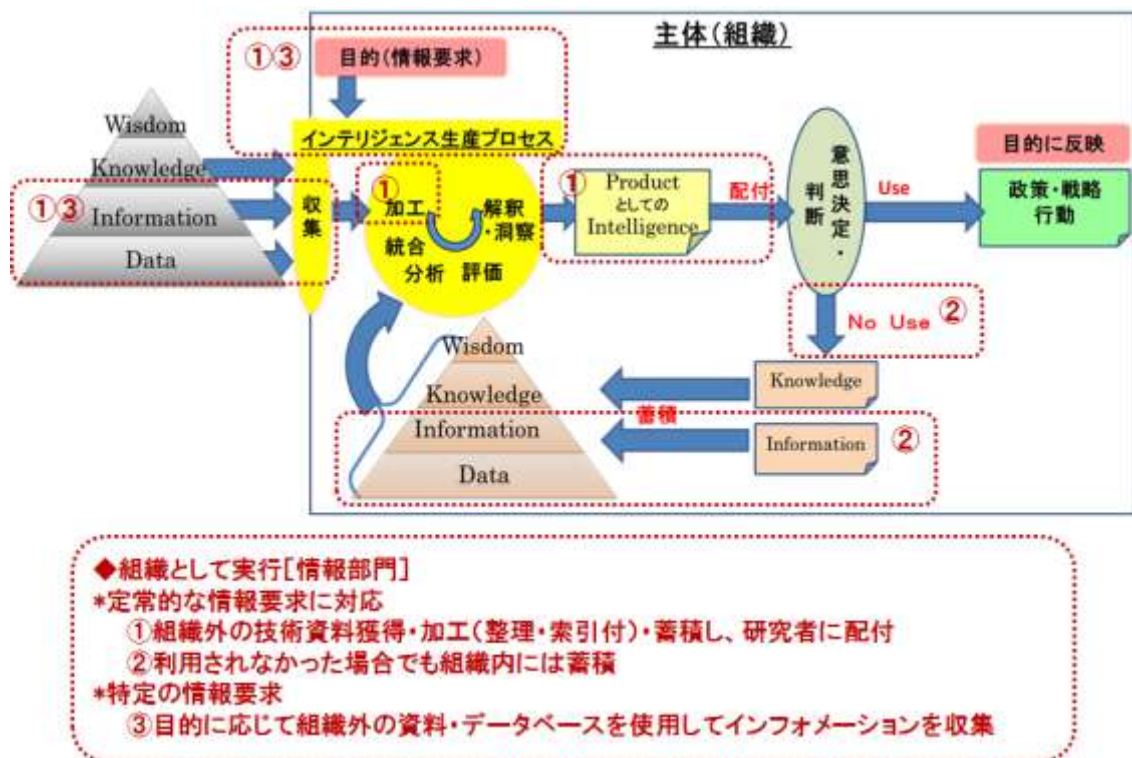 主体(組織)
①③
目的(情報要求)
インテリジェンス生産プロセス
Wisdom
Knowledge
①③
Information
Data
収集
①
加工
解釈
・洞察
統合
分析
評価
①
Product
としての
Intelligence
配付
意思決定・
判断
Use
目的に反映
政策・戦略
行動
No Use
②
Wisdom
Knowledge
Information
Data
蓄積
Knowledge
Information
②
◆組織として実行[情報部門]
*定常的な情報要求に対応
①組織外の技術資料獲得・加工(整理・索引付)・蓄積し、研究者に配付
②利用されなかった場合でも組織内には蓄積
*特定の情報要求
③目的に応じて組織外の資料・データベースを使用してインフォメーションを収集